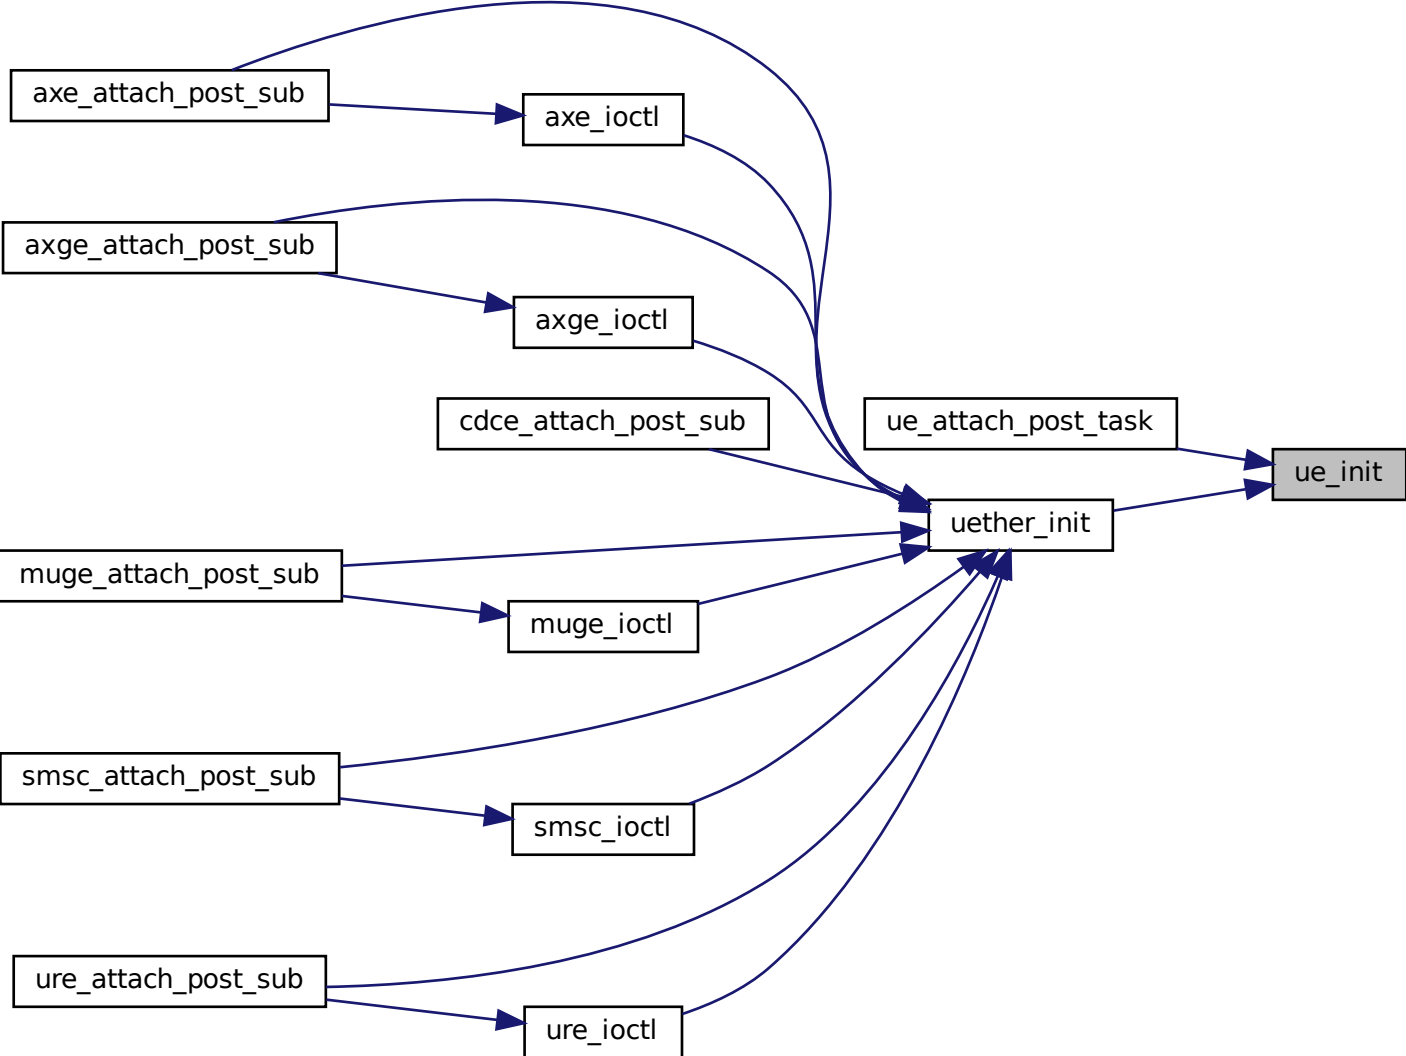 axe_attach_post_sub
axe_ioctl
axge_attach_post_sub
axge_ioctl
cdce_attach_post_sub
ue_attach_post_task
ue_init
uether_init
muge_attach_post_sub
muge_ioctl
smsc_attach_post_sub
smsc_ioctl
ure_attach_post_sub
ure_ioctl